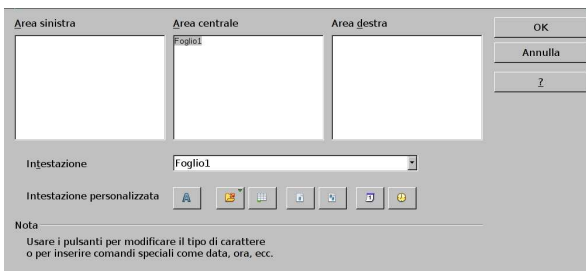 Area sinistra
Area centrale
Area destra
OK
Foglio1
Annulla
?
Intestazione
Foglio1
Intestazione personalizzata
Nota
Usare i pulsanti per modificare il tipo di carattere
o per inserire comandi speciali come data, ora, ecc.